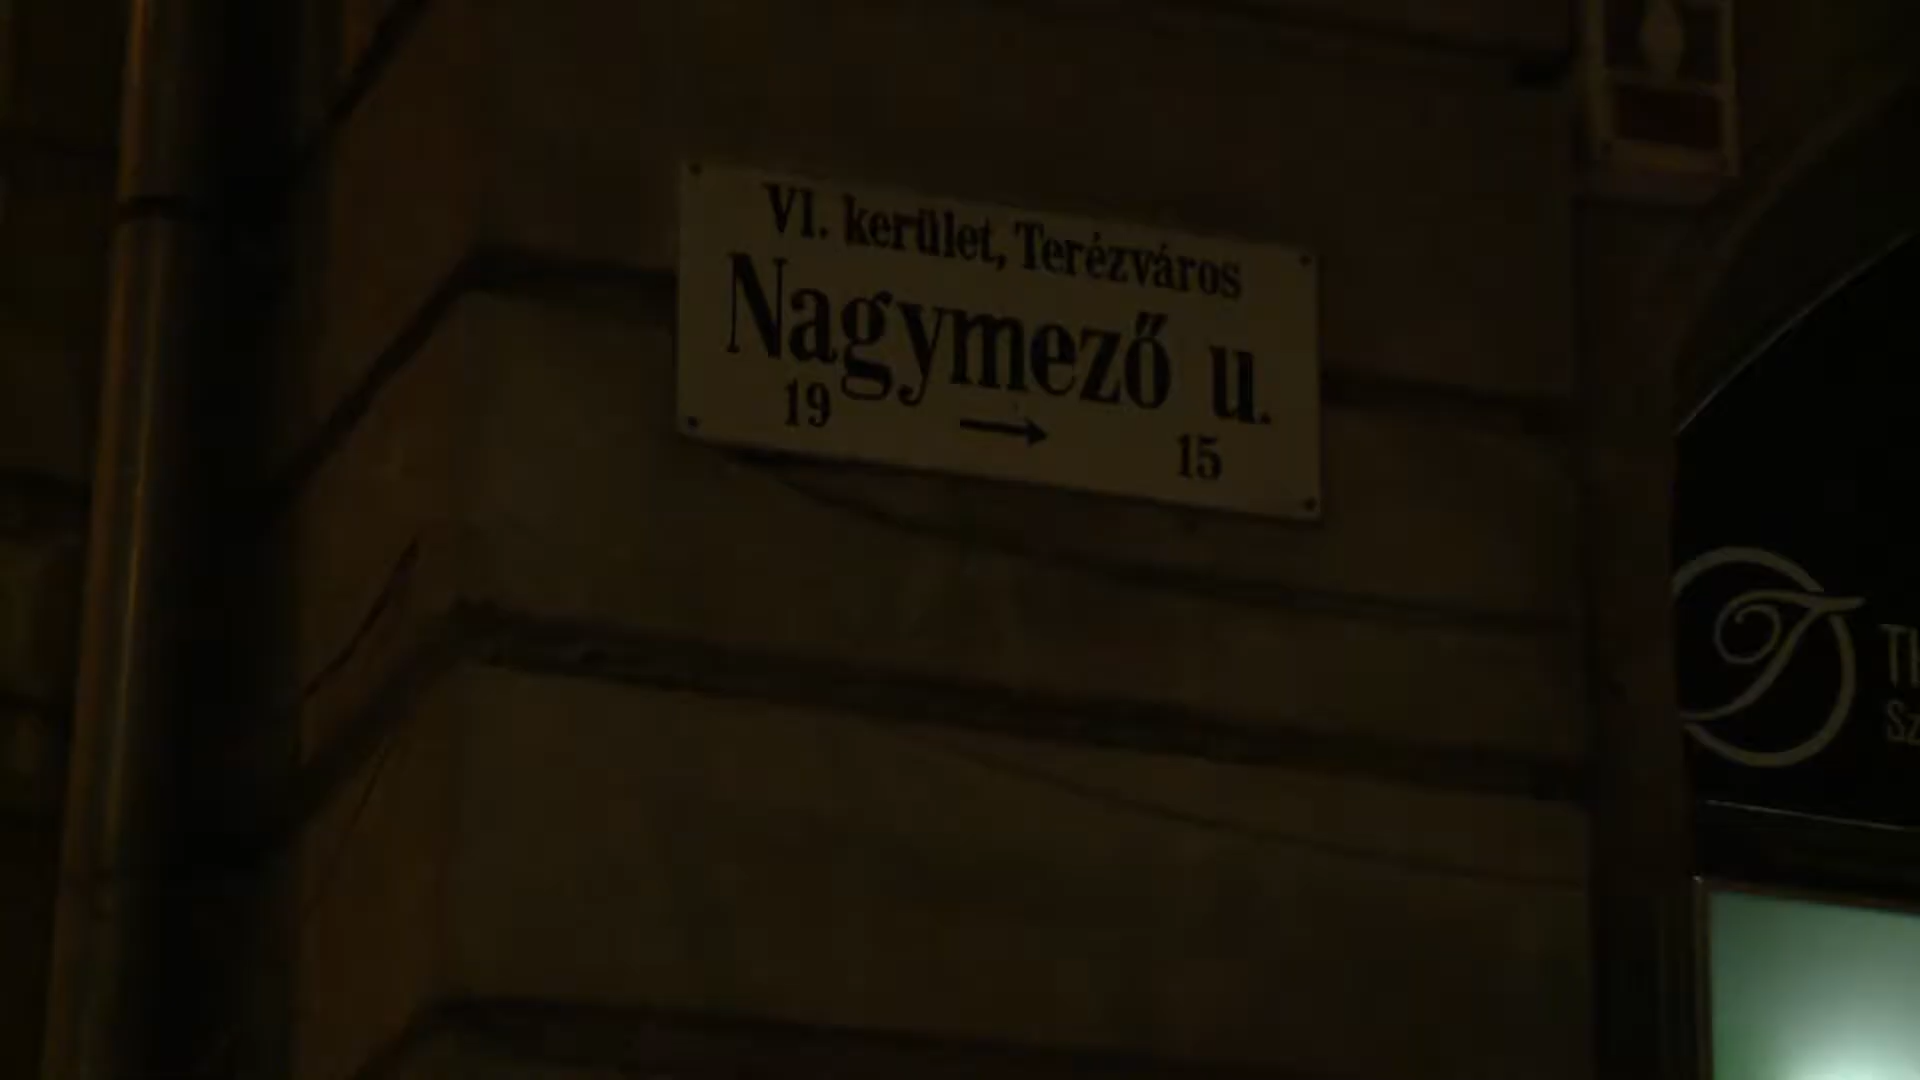 VI. kerület, Terézváros
Nagymező u.
19 → 15